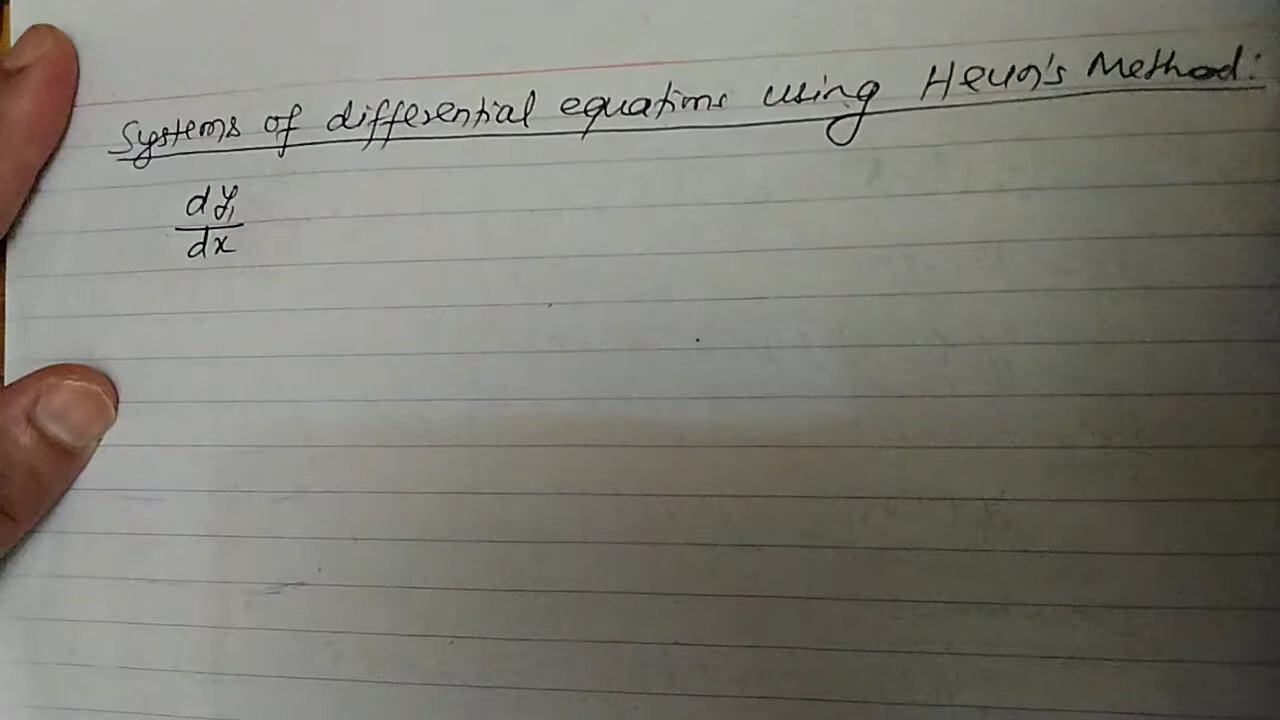 Systems of differential equations using Heun's Method:
dy₁
dx